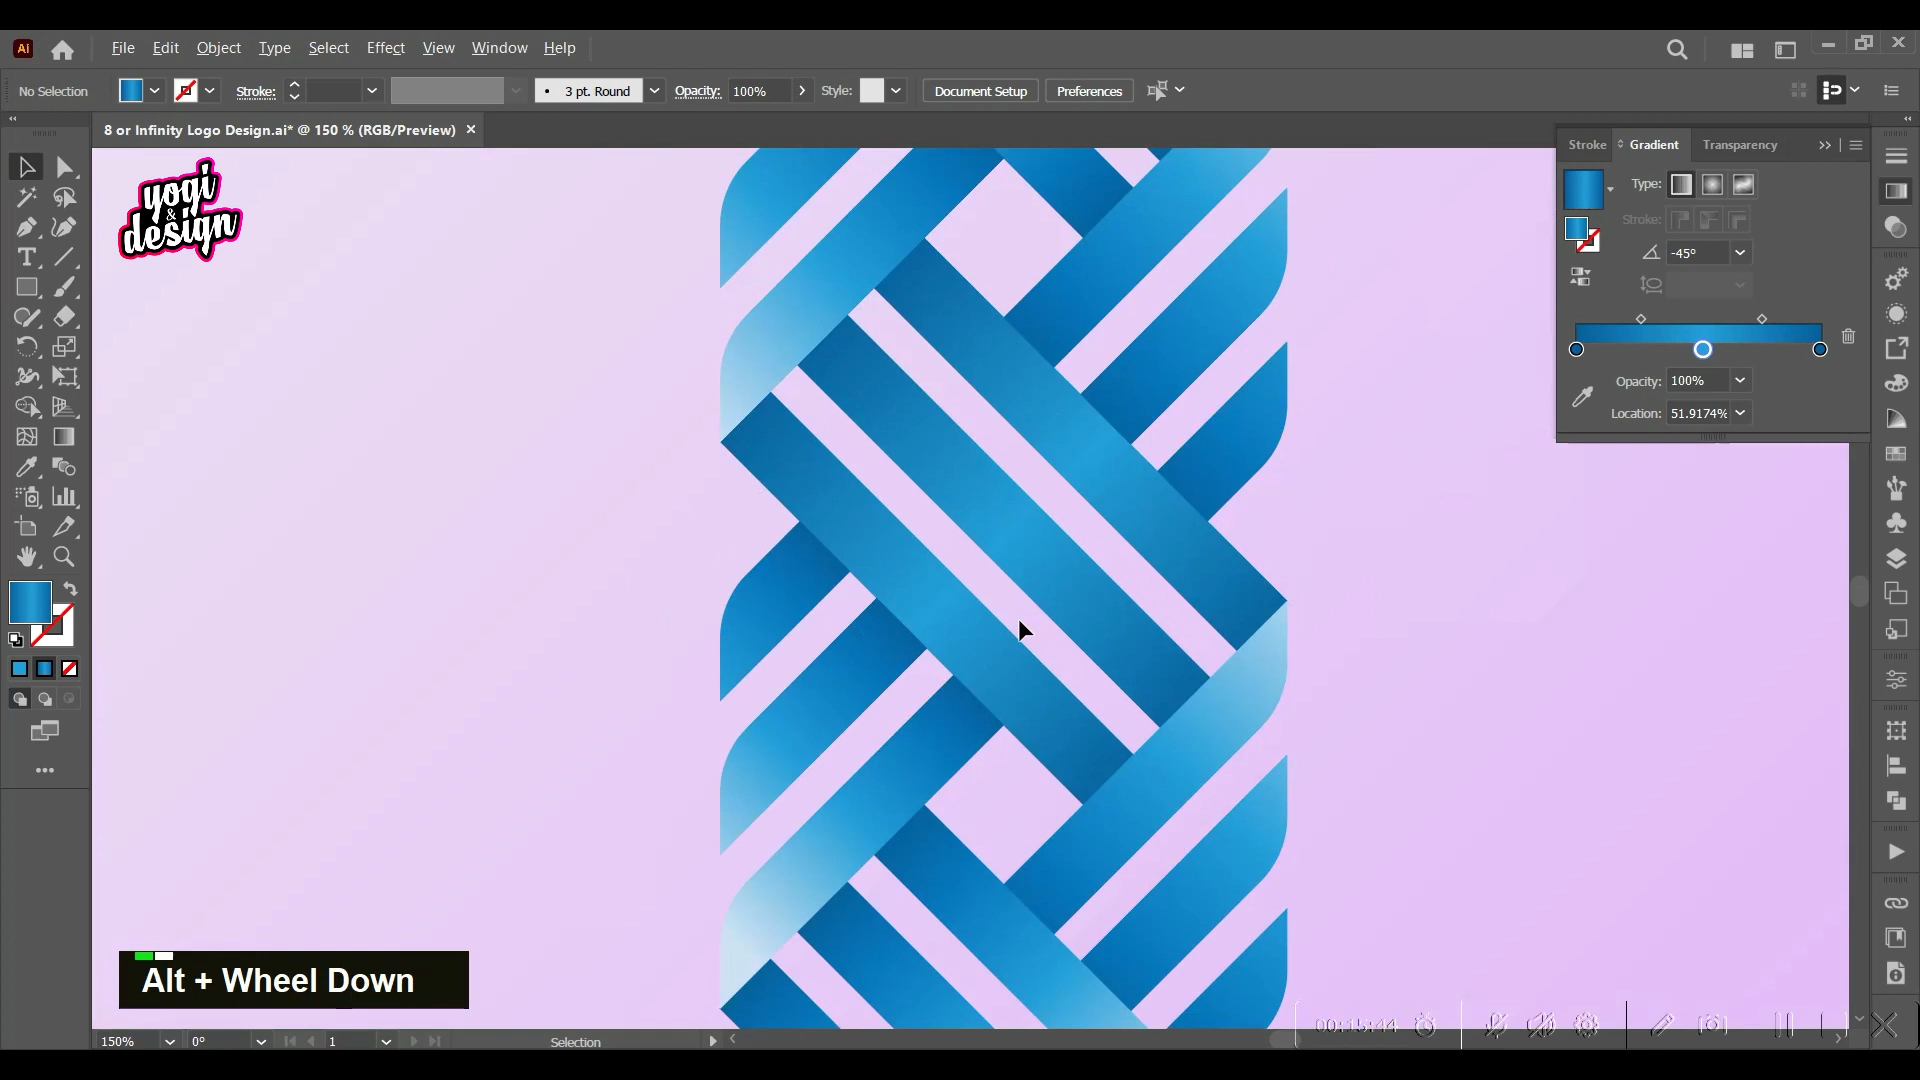 Ai File Edit Object Type Select Effect View Window Help
No Selection Stroke: 3 pt. Round Opacity: 100% Style: Document Setup Preferences
8 or Infinity Logo Design.ai* @ 150 % (RGB/Preview) ×
Stroke Gradient Transparency
yogi
&
design
Type:
Stroke:
-45°
Opacity: 100%
Location: 51.9174%
Alt + Wheel Down
00:15:44
150% 0° 1 Selection